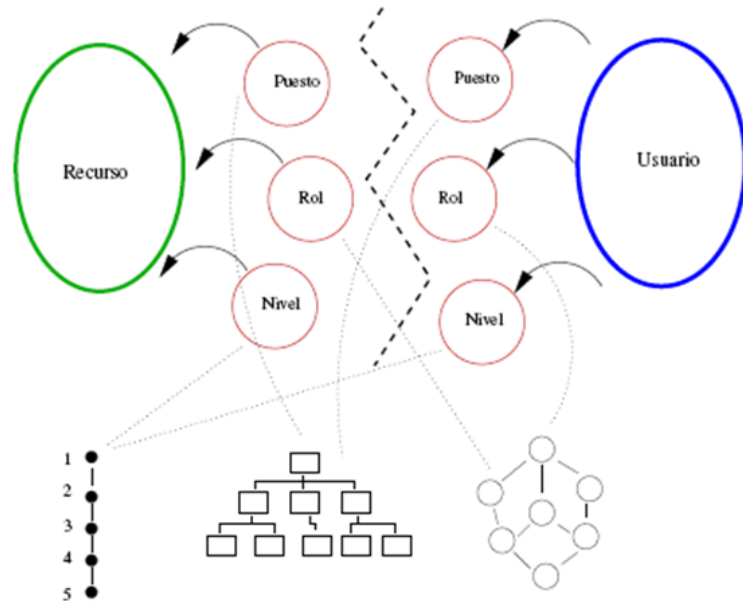 Puesto
Puesto
Recurso
Usuario
Rol
Rol
Nivel
Nivel
1
2
3
4
5